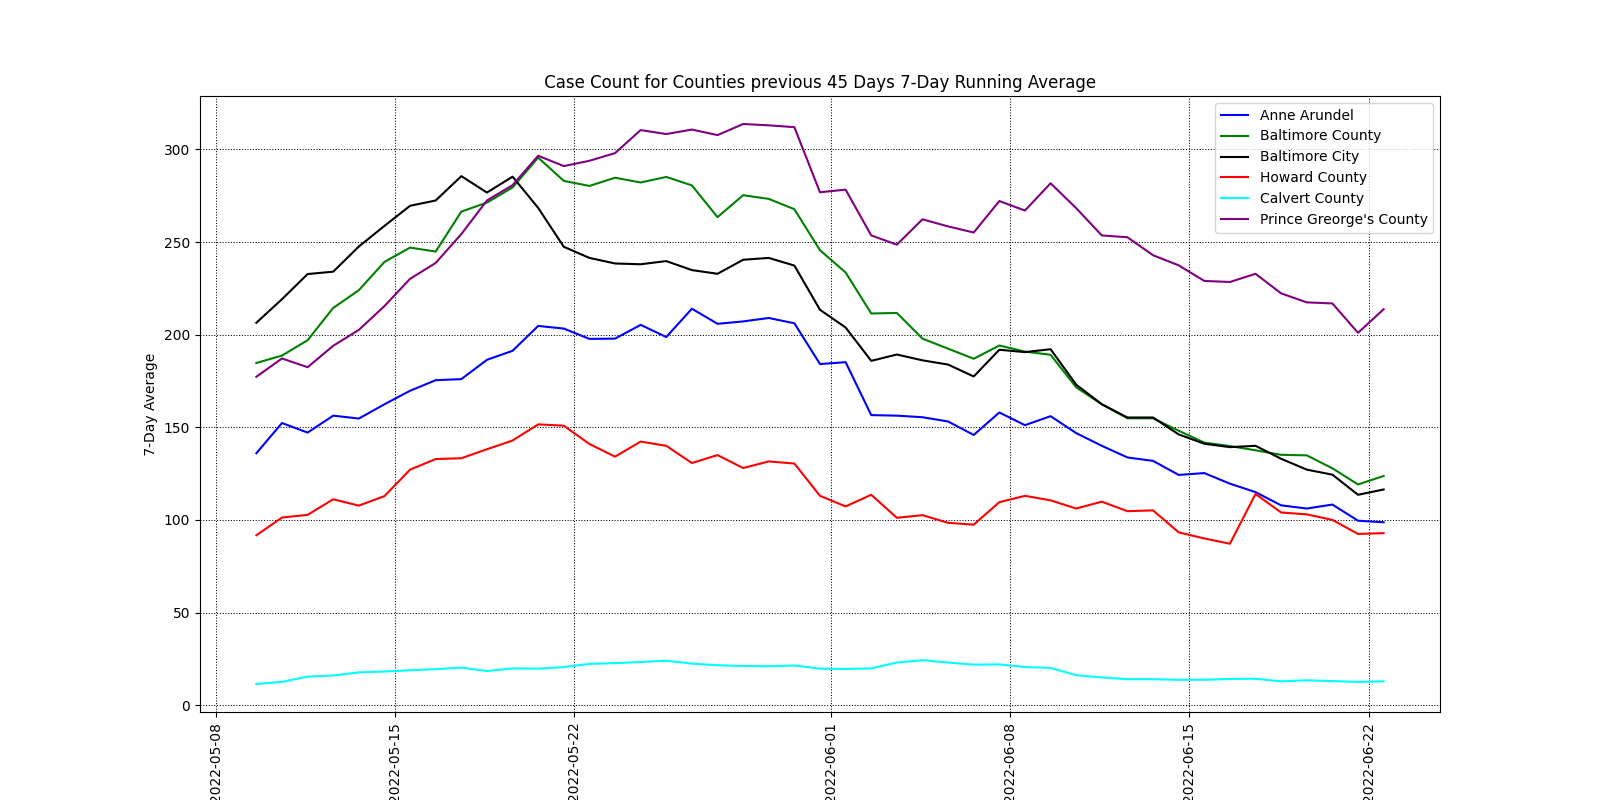 Case Count for Counties previous 45 Days 7-Day Running Average
Anne Arundel
Baltimore County
Baltimore City
Howard County
Calvert County
Prince Greorge's County
7-Day Average
300
250
200
150
100
50
0
2022-05-08
2022-05-15
2022-05-22
2022-06-01
2022-06-08
2022-06-15
2022-06-22